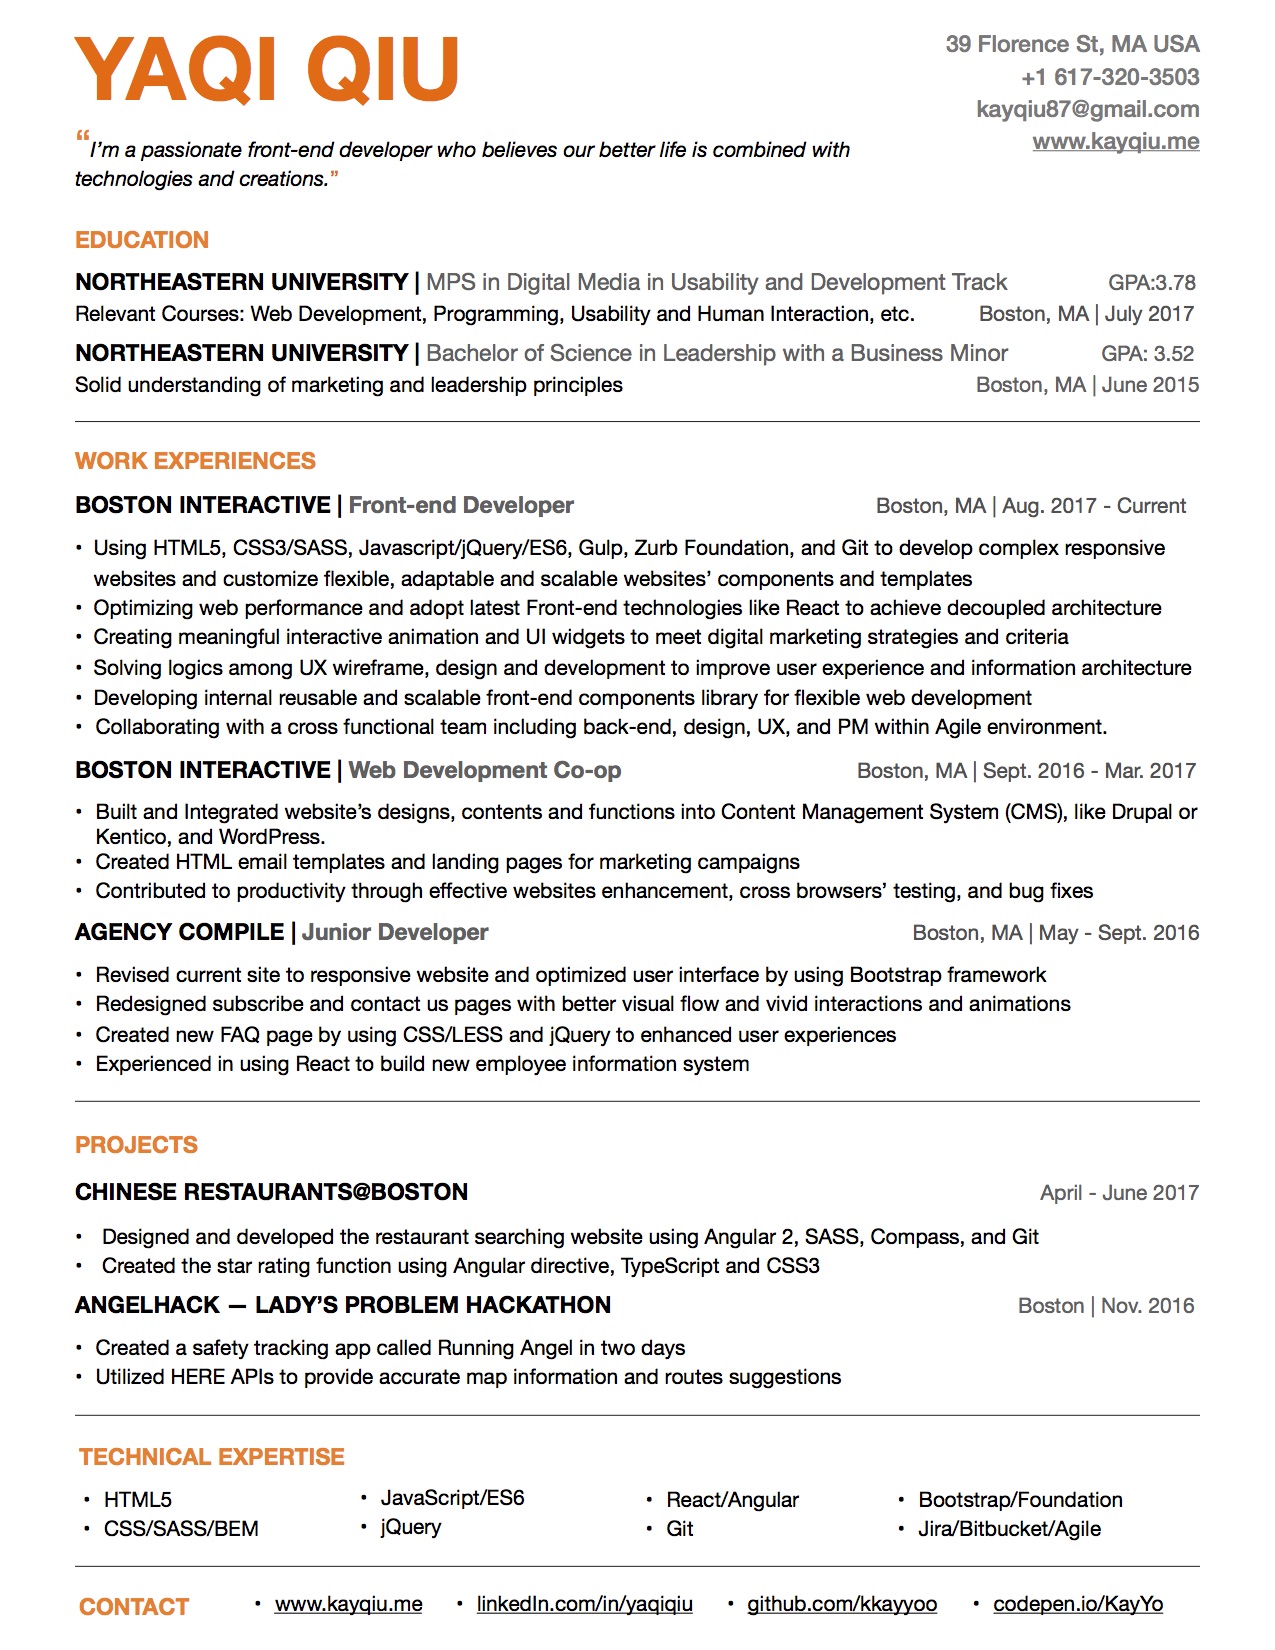 YAQI QIU
39 Florence St, MA USA
+1 617-320-3503
kayqiu87@gmail.com
www.kayqiu.me
“I’m a passionate front-end developer who believes our better life is combined with
technologies and creations.”
EDUCATION
NORTHEASTERN UNIVERSITY | MPS in Digital Media in Usability and Development Track GPA:3.78
Relevant Courses: Web Development, Programming, Usability and Human Interaction, etc. Boston, MA | July 2017
NORTHEASTERN UNIVERSITY | Bachelor of Science in Leadership with a Business Minor GPA: 3.52
Solid understanding of marketing and leadership principles Boston, MA | June 2015
WORK EXPERIENCES
BOSTON INTERACTIVE | Front-end Developer Boston, MA | Aug. 2017 - Current
• Using HTML5, CSS3/SASS, Javascript/jQuery/ES6, Gulp, Zurb Foundation, and Git to develop complex responsive
websites and customize flexible, adaptable and scalable websites’ components and templates
• Optimizing web performance and adopt latest Front-end technologies like React to achieve decoupled architecture
• Creating meaningful interactive animation and UI widgets to meet digital marketing strategies and criteria
• Solving logics among UX wireframe, design and development to improve user experience and information architecture
• Developing internal reusable and scalable front-end components library for flexible web development
• Collaborating with a cross functional team including back-end, design, UX, and PM within Agile environment.
BOSTON INTERACTIVE | Web Development Co-op Boston, MA | Sept. 2016 - Mar. 2017
• Built and Integrated website’s designs, contents and functions into Content Management System (CMS), like Drupal or
Kentico, and WordPress.
• Created HTML email templates and landing pages for marketing campaigns
• Contributed to productivity through effective websites enhancement, cross browsers’ testing, and bug fixes
AGENCY COMPILE | Junior Developer Boston, MA | May - Sept. 2016
• Revised current site to responsive website and optimized user interface by using Bootstrap framework
• Redesigned subscribe and contact us pages with better visual flow and vivid interactions and animations
• Created new FAQ page by using CSS/LESS and jQuery to enhanced user experiences
• Experienced in using React to build new employee information system
PROJECTS
CHINESE RESTAURANTS@BOSTON April - June 2017
• Designed and developed the restaurant searching website using Angular 2, SASS, Compass, and Git
• Created the star rating function using Angular directive, TypeScript and CSS3
ANGELHACK — LADY’S PROBLEM HACKATHON Boston | Nov. 2016
• Created a safety tracking app called Running Angel in two days
• Utilized HERE APIs to provide accurate map information and routes suggestions
TECHNICAL EXPERTISE
• HTML5 • JavaScript/ES6 • React/Angular • Bootstrap/Foundation
• CSS/SASS/BEM • jQuery • Git • Jira/Bitbucket/Agile
CONTACT • www.kayqiu.me • linkedIn.com/in/yaqiqiu • github.com/kkayyoo • codepen.io/KayYo